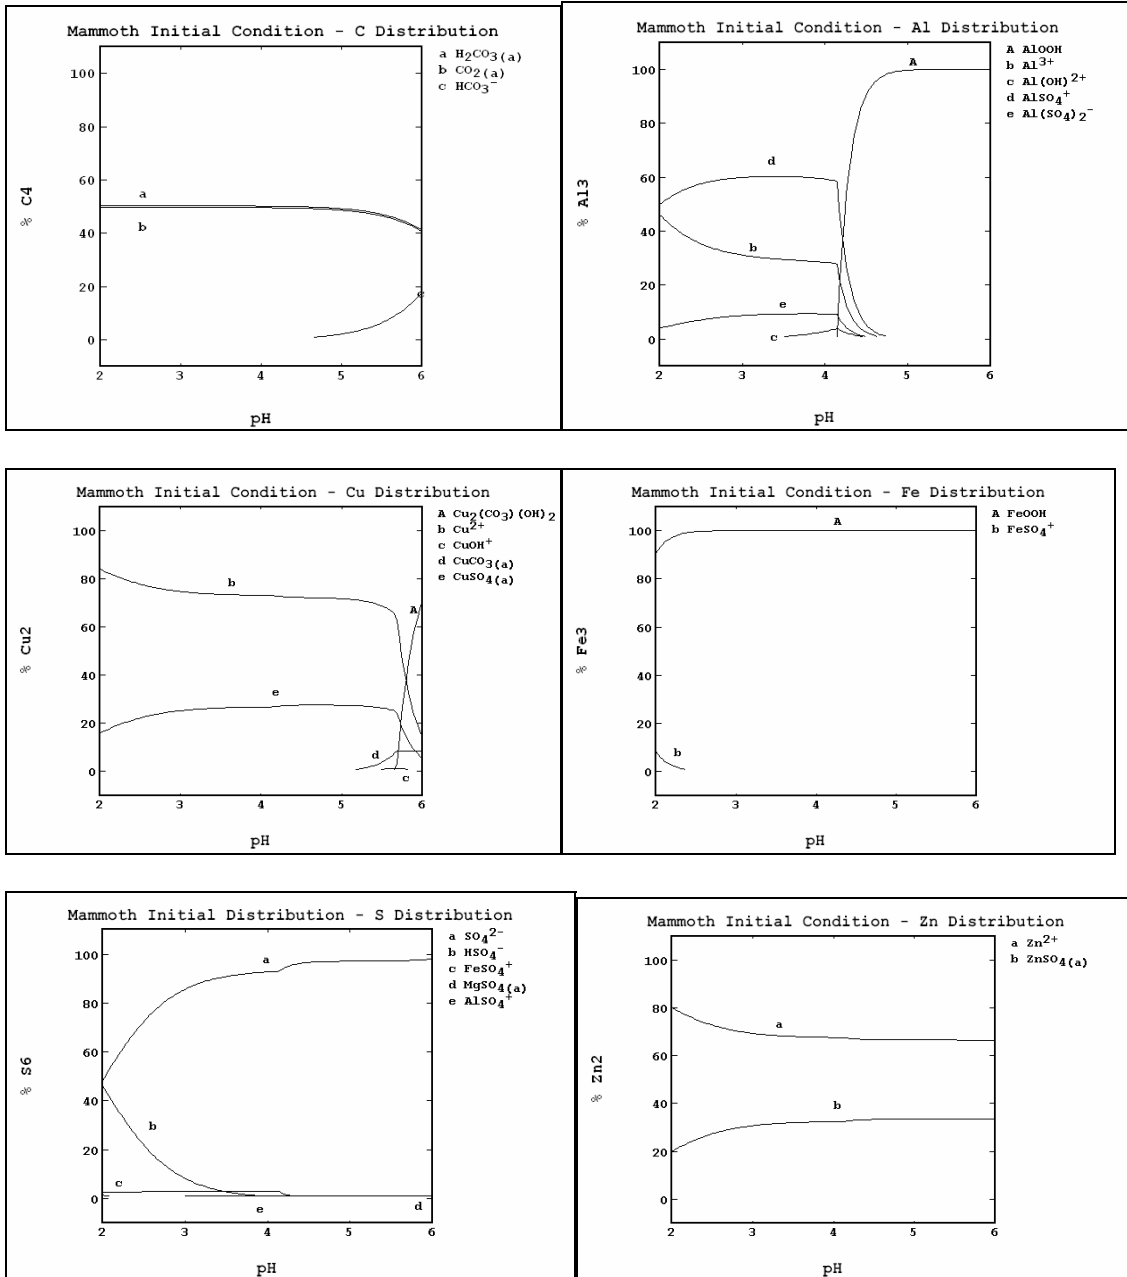 Mammoth Initial Condition - C Distribution
a H₂CO₃(a)
b CO₂(a)
c HCO₃⁻
100
80
60
40
20
0
% C4
a
b
c
2 3 4 5 6
pH
Mammoth Initial Condition - Al Distribution
A AlOOH
b Al³⁺
c Al(OH)²⁺
d AlSO₄⁺
e Al(SO₄)₂⁻
100
80
60
40
20
0
% Al3
A
d
b
e
c
2 3 4 5 6
pH
Mammoth Initial Condition - Cu Distribution
A Cu₂(CO₃)(OH)₂
b Cu²⁺
c CuOH⁺
d CuCO₃(a)
e CuSO₄(a)
100
80
60
40
20
0
% Cu2
b
A
e
d
c
2 3 4 5 6
pH
Mammoth Initial Condition - Fe Distribution
A FeOOH
b FeSO₄⁺
100
80
60
40
20
0
% Fe3
A
b
2 3 4 5 6
pH
Mammoth Initial Distribution - S Distribution
a SO₄²⁻
b HSO₄⁻
c FeSO₄⁺
d MgSO₄(a)
e AlSO₄⁺
100
80
60
40
20
0
% S6
a
b
c
e
d
2 3 4 5 6
pH
Mammoth Initial Condition - Zn Distribution
a Zn²⁺
b ZnSO₄(a)
100
80
60
40
20
0
% Zn2
a
b
2 3 4 5 6
pH